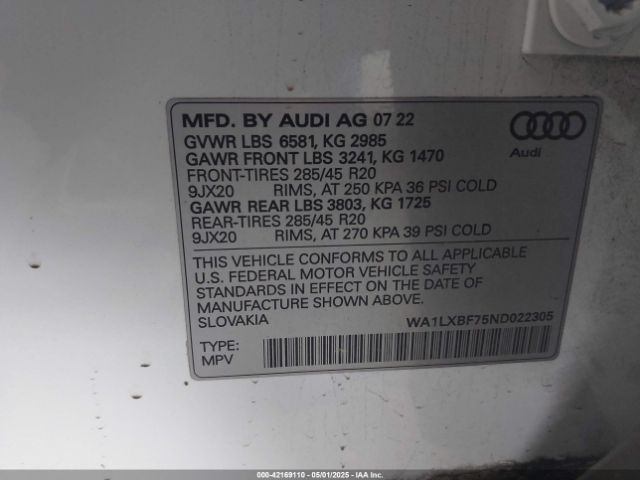 MFD. BY AUDI AG 07 22
GVWR LBS 6581, KG 2985
GAWR FRONT LBS 3241, KG 1470
FRONT-TIRES 285/45 R20
9JX20 RIMS, AT 250 KPA 36 PSI COLD
GAWR REAR LBS 3803, KG 1725
REAR-TIRES 285/45 R20
9JX20 RIMS, AT 270 KPA 39 PSI COLD
Audi
THIS VEHICLE CONFORMS TO ALL APPLICABLE
U.S. FEDERAL MOTOR VEHICLE SAFETY
STANDARDS IN EFFECT ON THE DATE OF
MANUFACTURE SHOWN ABOVE.
SLOVAKIA WA1LXBF75ND022305
TYPE:
MPV
000-42169110 - 05/01/2025 - IAAI.COM